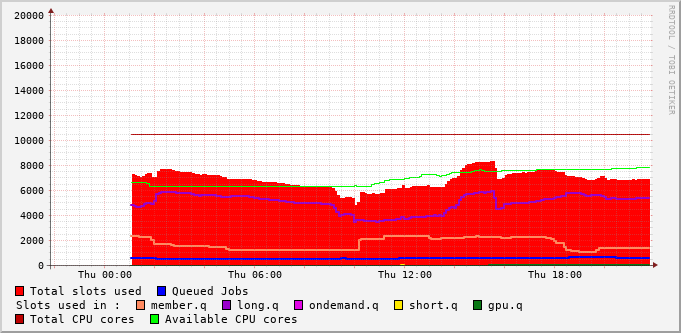 20000
18000
16000
14000
12000
10000
8000
6000
4000
2000
0
Thu 00:00 Thu 06:00 Thu 12:00 Thu 18:00
RRDTOOL / TOBI OETIKER
Total slots used Queued Jobs
Slots used in : member.q long.q ondemand.q short.q gpu.q
Total CPU cores Available CPU cores